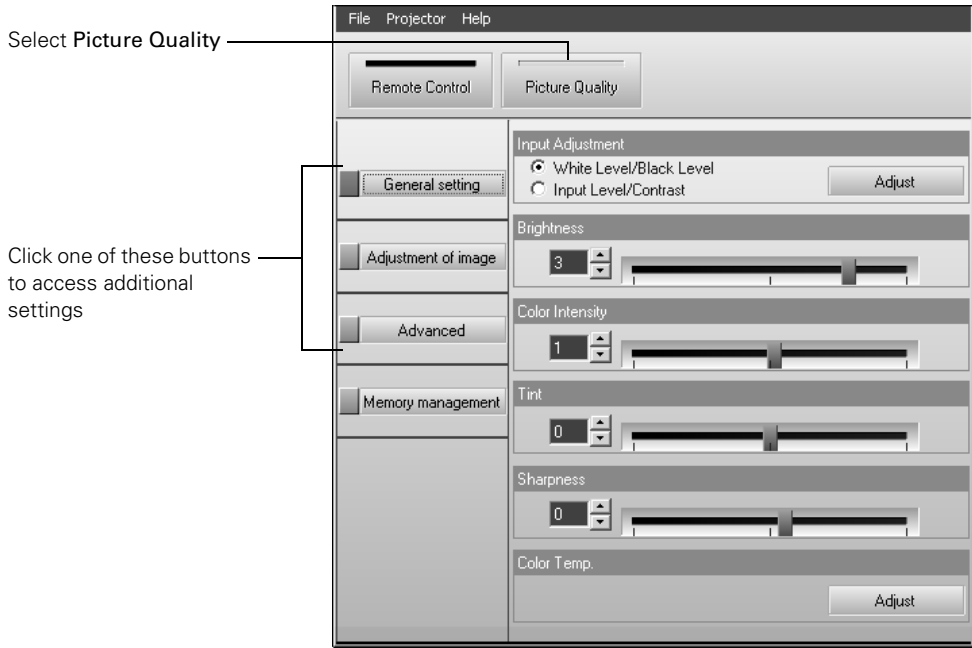 File Projector Help
Select Picture Quality
Remote Control Picture Quality
Input Adjustment
White Level/Black Level
Input Level/Contrast
Adjust
General setting
Brightness
3
Click one of these buttons
to access additional
settings
Adjustment of image
Color Intensity
1
Advanced
Tint
0
Memory management
Sharpness
0
Color Temp.
Adjust